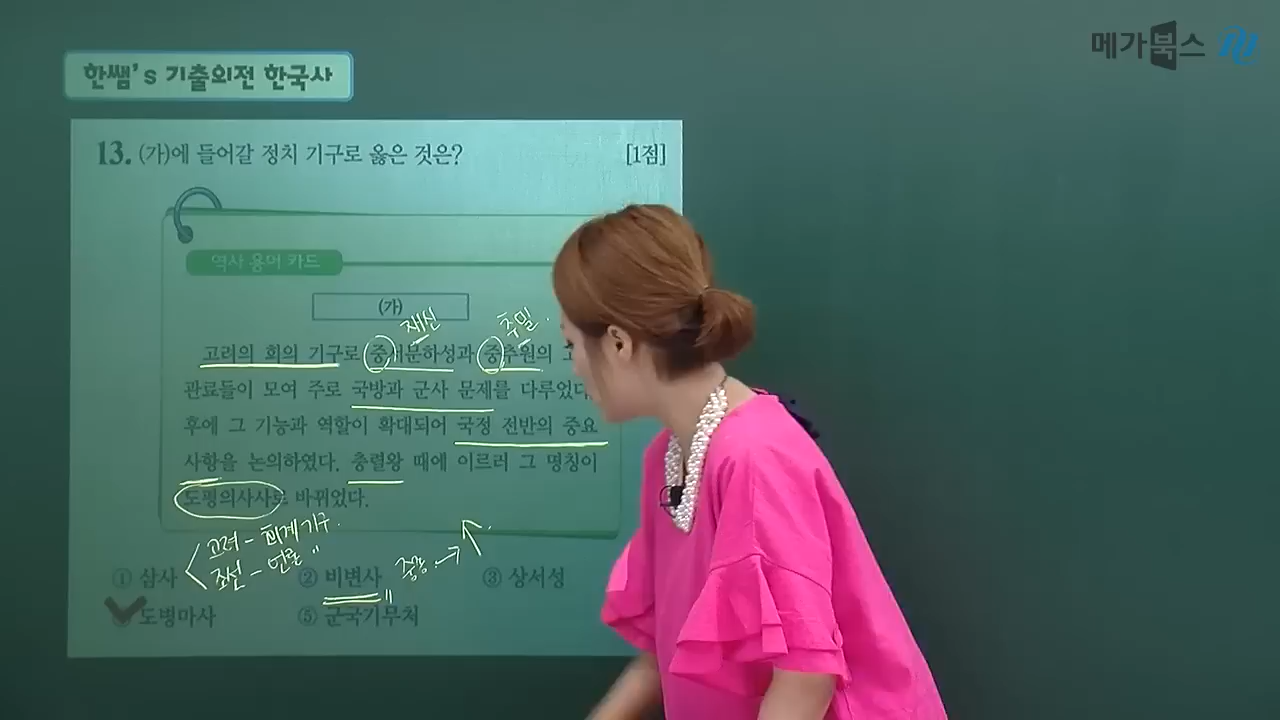 메가북스
한쌤's 기출의전 한국사
13. (가)에 들어갈 정치 기구로 옳은 것은? [1점]
역사 용어 카드
(가)
재신 추밀
고려의 회의 기구로 중서문하성과 중추원의 고
관료들이 모여 주로 국방과 군사 문제를 다루었다
후에 그 기능과 역할이 확대되어 국정 전반의 중요
사항을 논의하였다. 충렬왕 때에 이르러 그 명칭이
도평의사사로 바뀌었다.
고려 - 회계기구.
조선 - 언론 〃
① 삼사 ② 비변사 ③ 상서성
도병마사 ⑤ 군국기무처